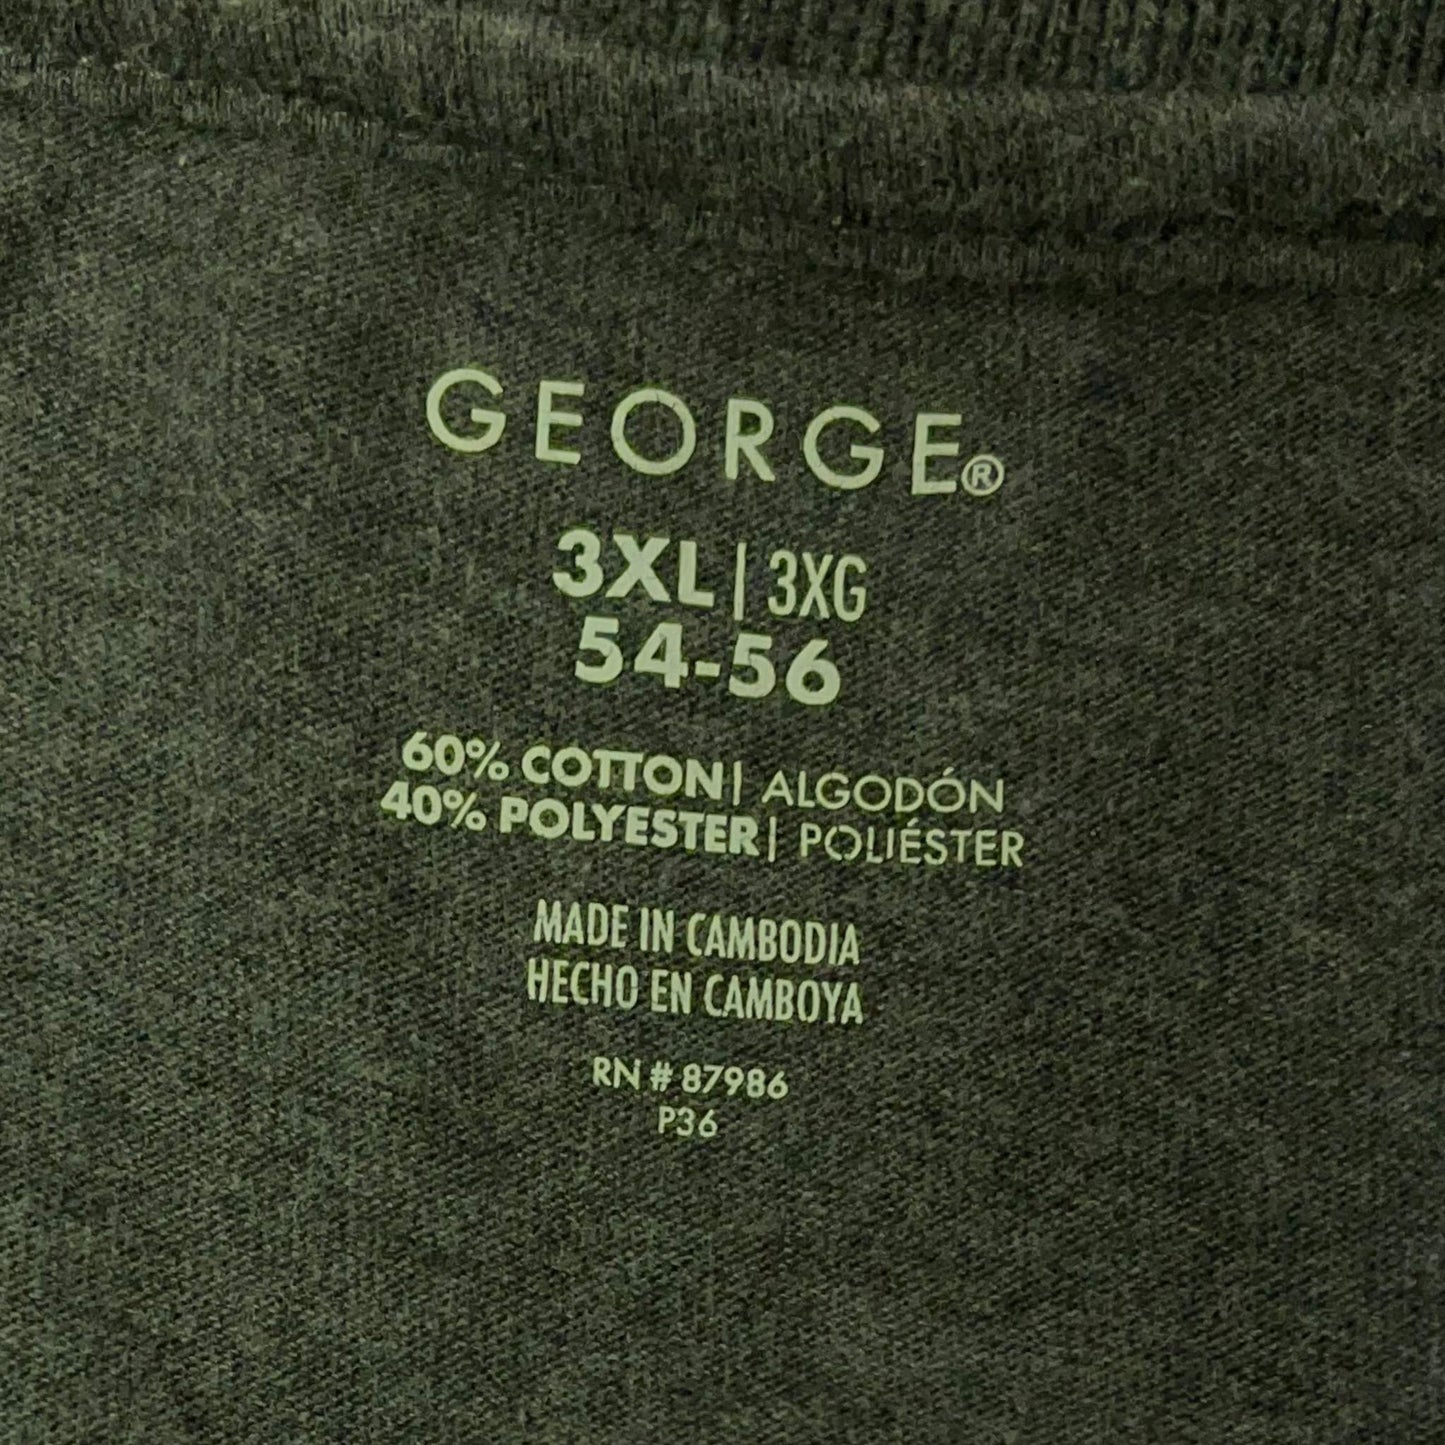 GEORGE®
3XL | 3XG
54-56
60% COTTON | ALGODÓN
40% POLYESTER | POLIÉSTER
MADE IN CAMBODIA
HECHO EN CAMBOYA
RN # 87986
P36